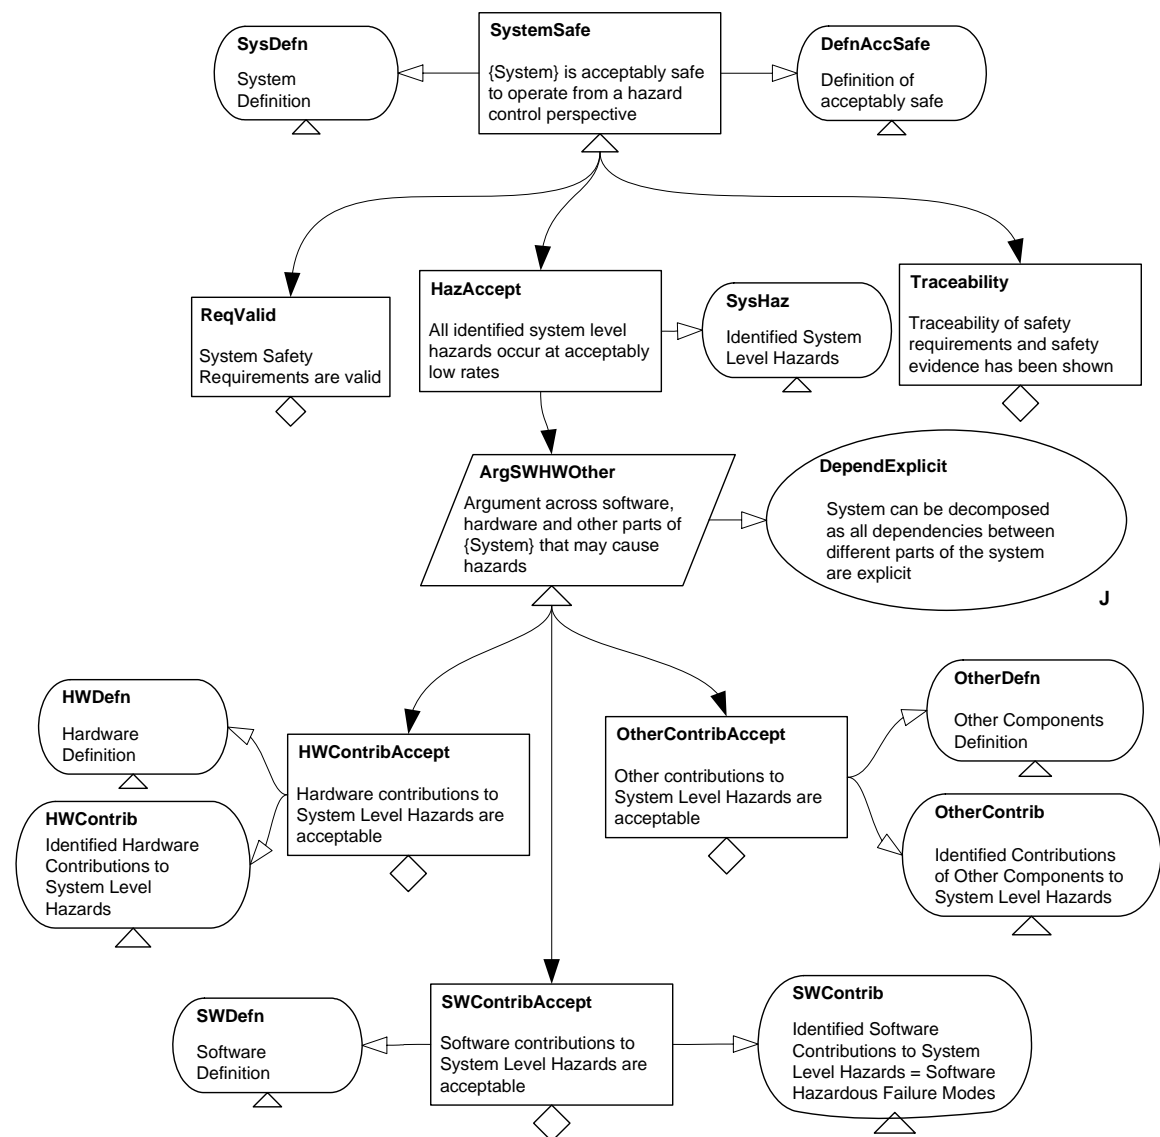 SysDefn
System
Definition
SystemSafe
{System} is acceptably safe
to operate from a hazard
control perspective
DefnAccSafe
Definition of
acceptably safe
ReqValid
System Safety
Requirements are valid
HazAccept
All identified system level
hazards occur at acceptably
low rates
SysHaz
Identified System
Level Hazards
Traceability
Traceability of safety
requirements and safety
evidence has been shown
ArgSWHWOther
Argument across software,
hardware and other parts of
{System} that may cause
hazards
DependExplicit
System can be decomposed
as all dependencies between
different parts of the system
are explicit
J
HWDefn
Hardware
Definition
HWContrib
Identified Hardware
Contributions to
System Level
Hazards
HWContribAccept
Hardware contributions to
System Level Hazards are
acceptable
OtherContribAccept
Other contributions to
System Level Hazards are
acceptable
OtherDefn
Other Components
Definition
OtherContrib
Identified Contributions
of Other Components to
System Level Hazards
SWDefn
Software
Definition
SWContribAccept
Software contributions to
System Level Hazards are
acceptable
SWContrib
Identified Software
Contributions to System
Level Hazards = Software
Hazardous Failure Modes